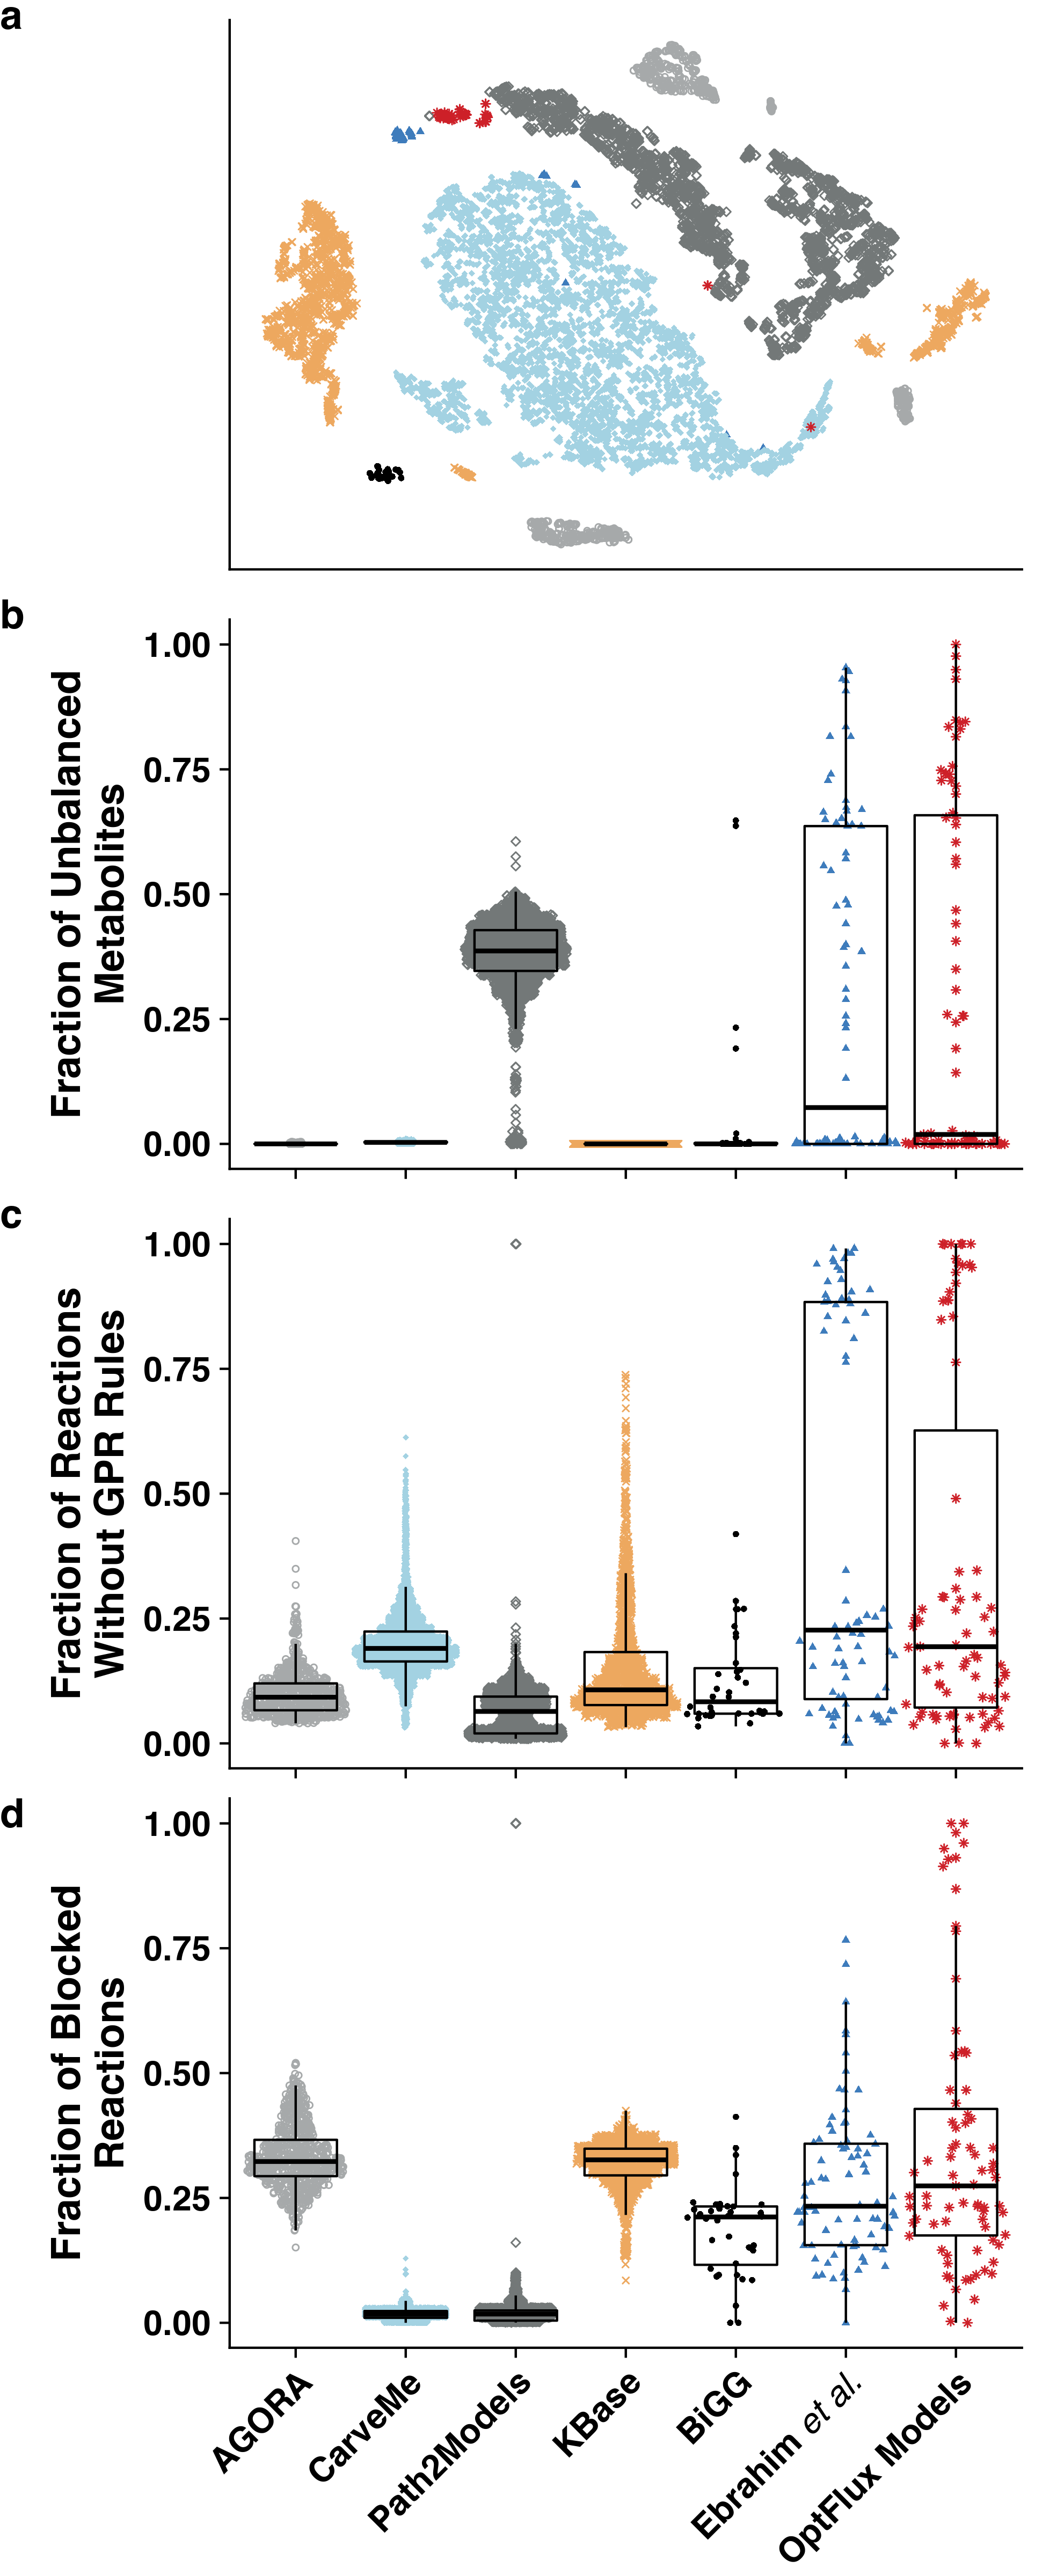 a
b
Fraction of Unbalanced
Metabolites
1.00
0.75
0.50
0.25
0.00
c
Fraction of Reactions
Without GPR Rules
1.00
0.75
0.50
0.25
0.00
d
Fraction of Blocked
Reactions
1.00
0.75
0.50
0.25
0.00
AGORA
CarveMe
Path2Models
KBase
BiGG
Ebrahim et al.
OptFlux Models